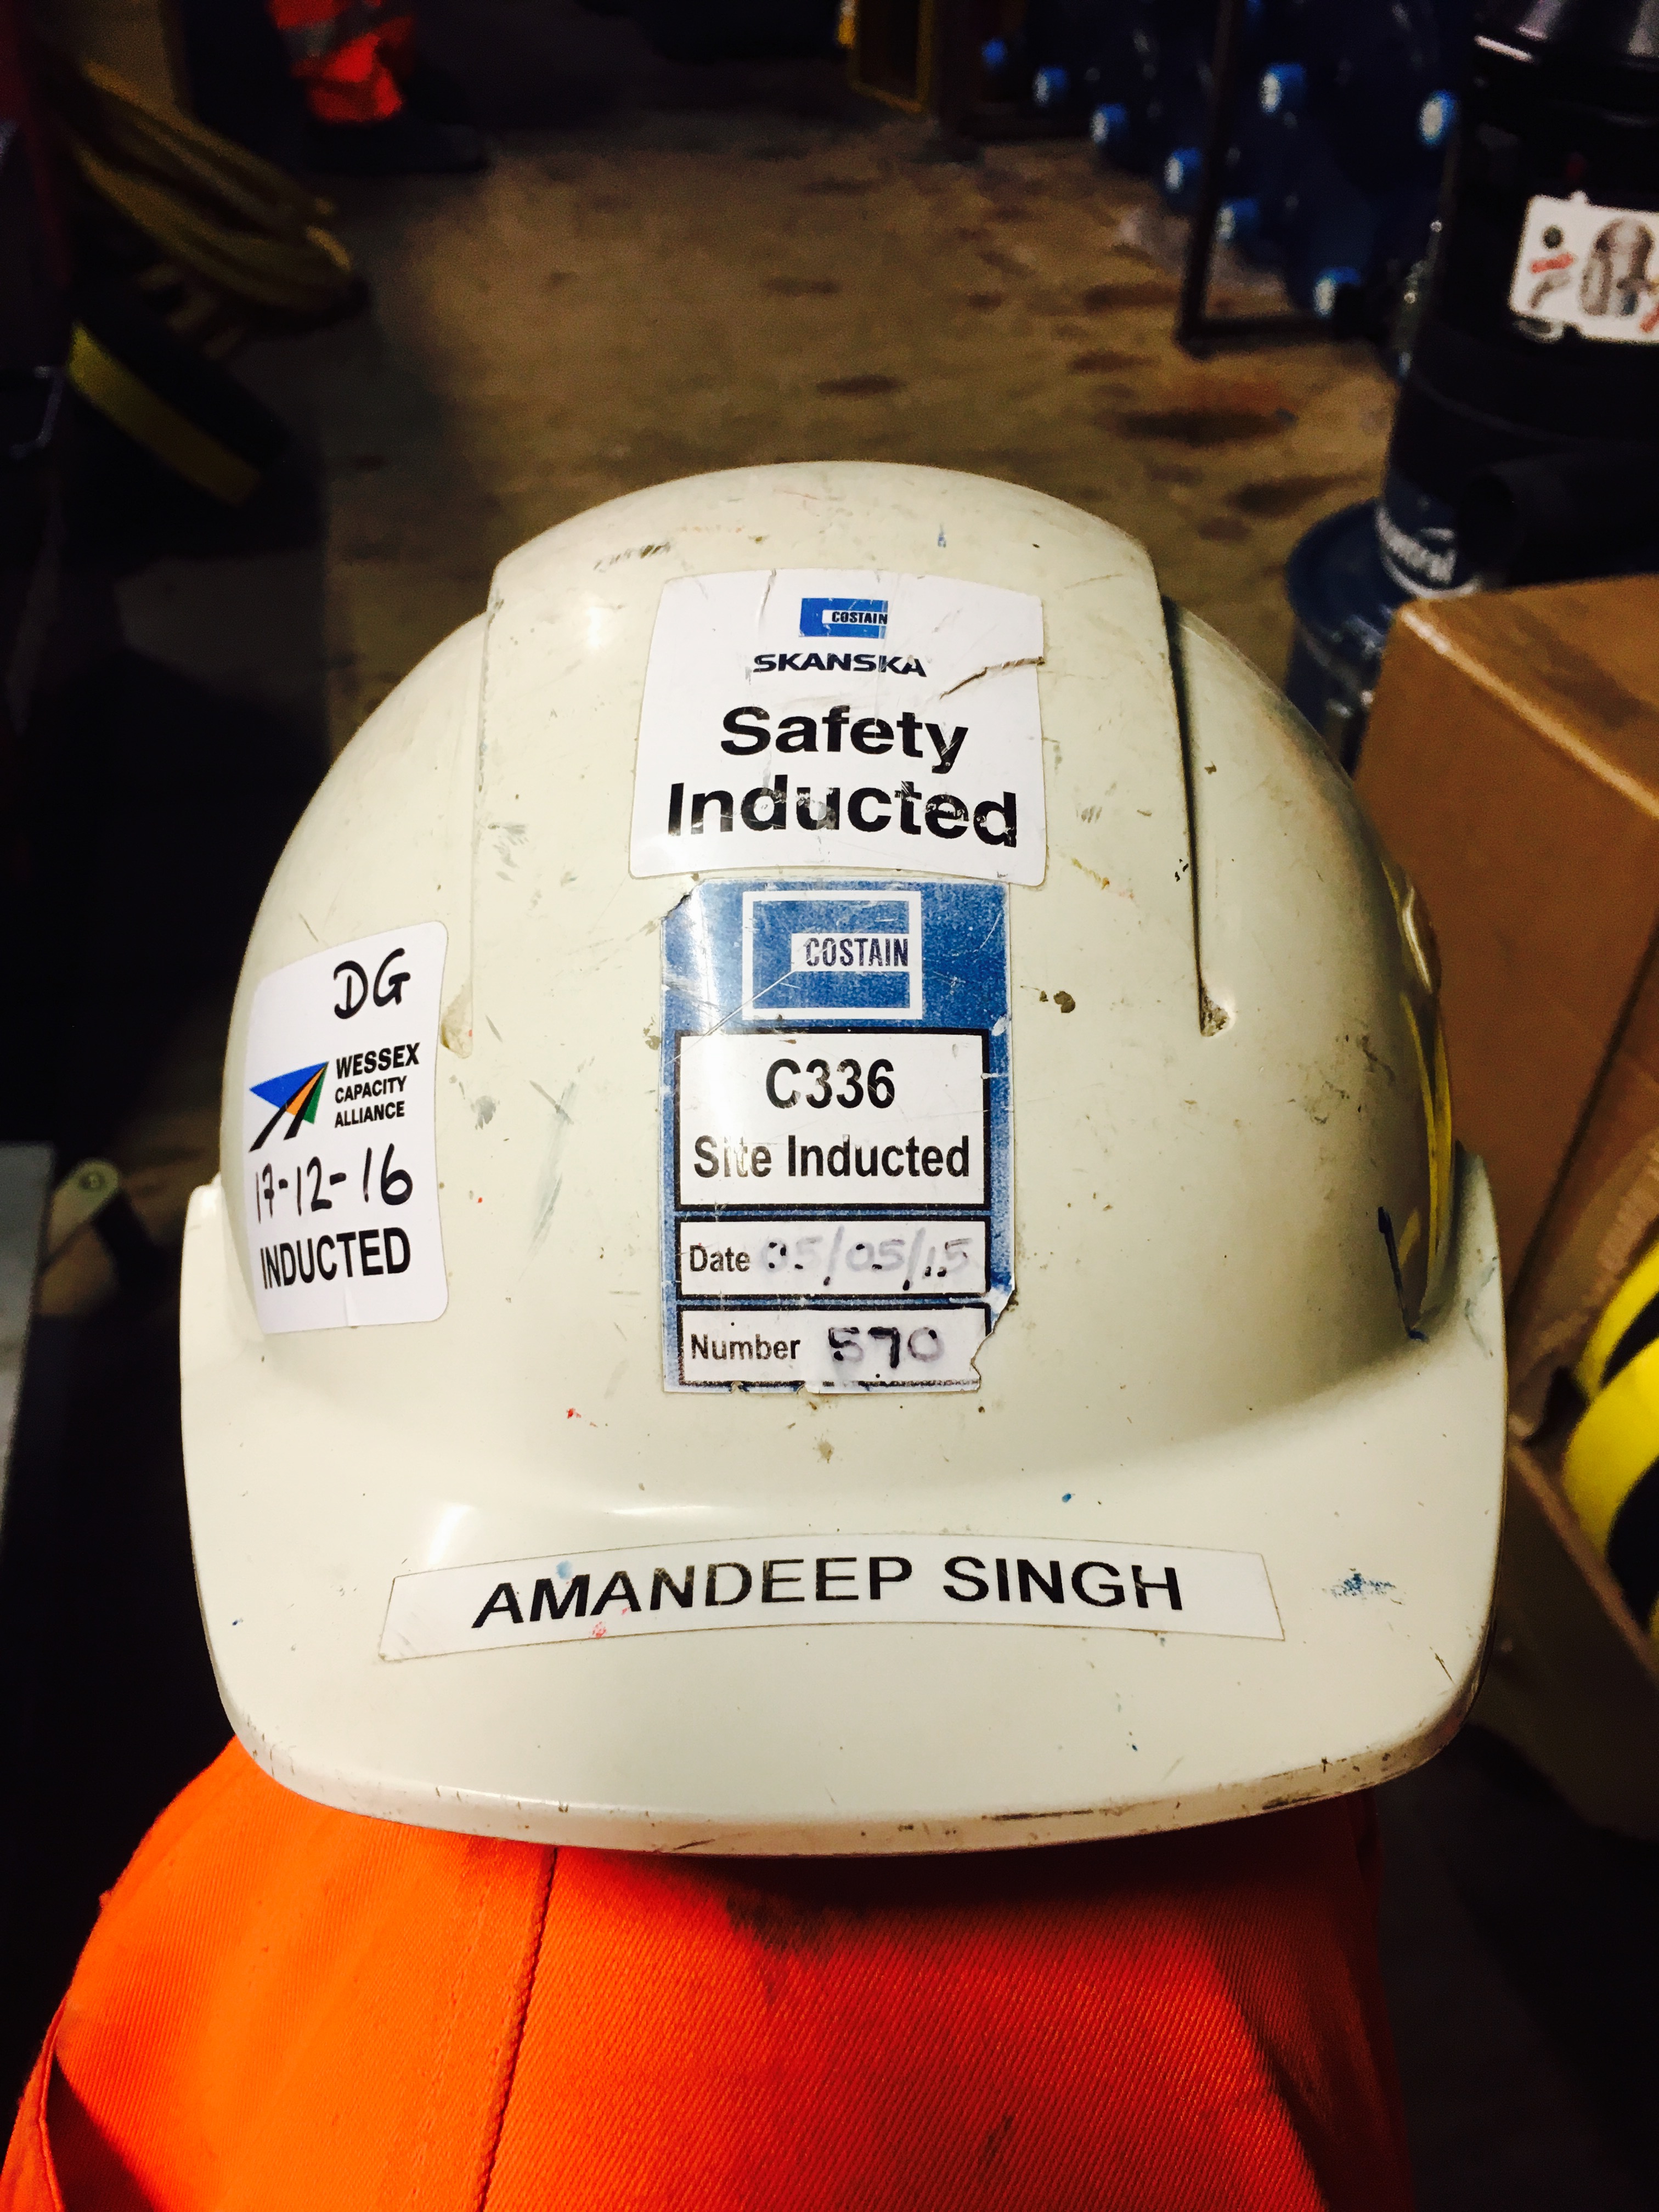 COSTAIN
SKANSKA
Safety
Inducted
COSTAIN
C336
Site Inducted
Date 05/05/15
Number 570
DG
WESSEX
CAPACITY
ALLIANCE
17-12-16
INDUCTED
AMANDEEP SINGH